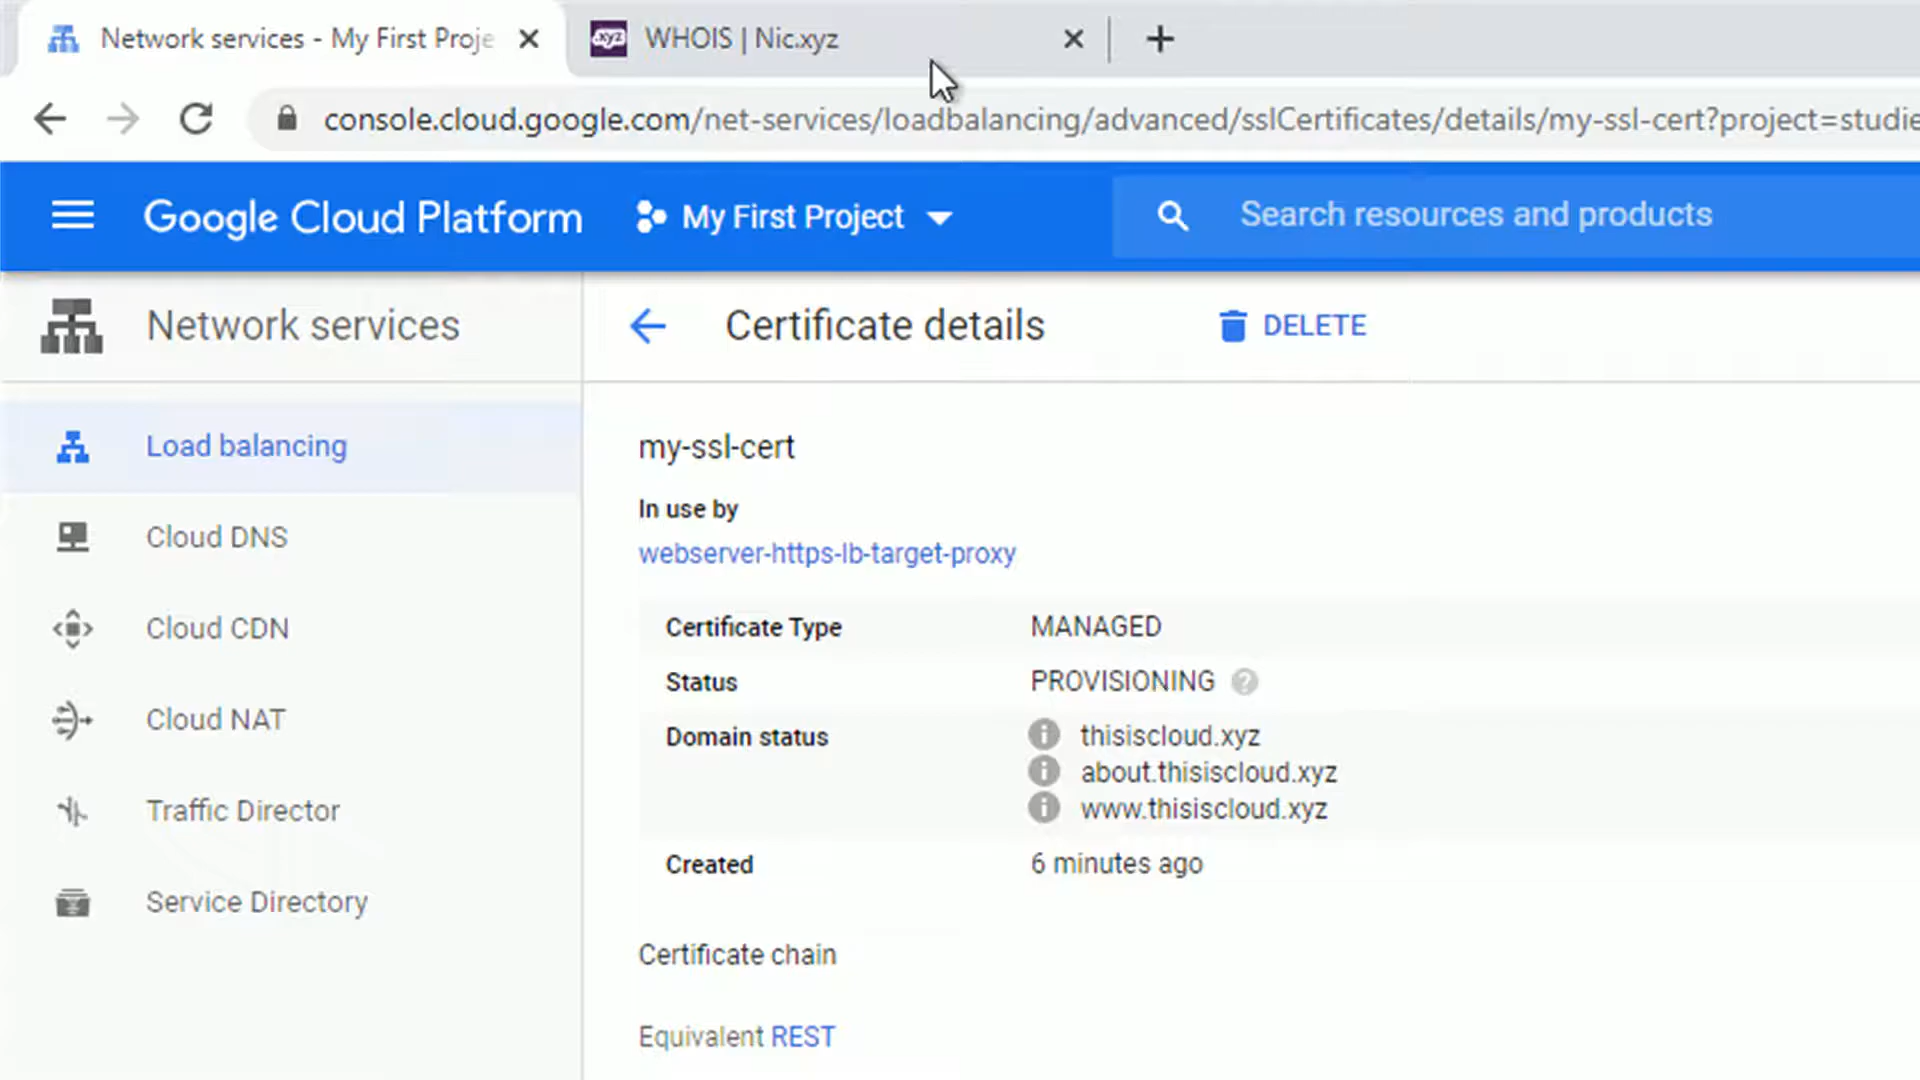 Network services - My First Proje
WHOIS | Nic.xyz
console.cloud.google.com/net-services/loadbalancing/advanced/sslCertificates/details/my-ssl-cert?project=studie
Google Cloud Platform
My First Project
Search resources and products
Network services
Certificate details
DELETE
Load balancing
Cloud DNS
Cloud CDN
Cloud NAT
Traffic Director
Service Directory
my-ssl-cert
In use by
webserver-https-lb-target-proxy
Certificate Type MANAGED
Status PROVISIONING
Domain status thisiscloud.xyz
about.thisiscloud.xyz
www.thisiscloud.xyz
Created 6 minutes ago
Certificate chain
Equivalent REST